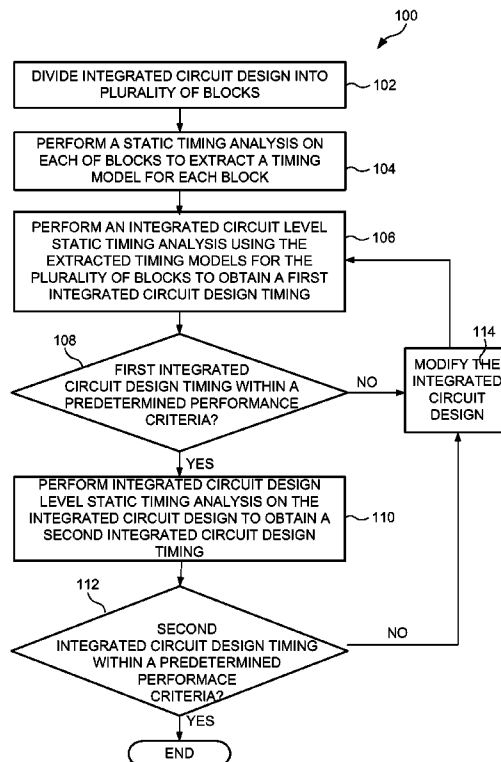 100
DIVIDE INTEGRATED CIRCUIT DESIGN INTO
PLURALITY OF BLOCKS
102
PERFORM A STATIC TIMING ANALYSIS ON
EACH OF BLOCKS TO EXTRACT A TIMING
MODEL FOR EACH BLOCK
104
PERFORM AN INTEGRATED CIRCUIT LEVEL
STATIC TIMING ANALYSIS USING THE
EXTRACTED TIMING MODELS FOR THE
PLURALITY OF BLOCKS TO OBTAIN A FIRST
INTEGRATED CIRCUIT DESIGN TIMING
106
108
FIRST INTEGRATED
CIRCUIT DESIGN TIMING WITHIN A
PREDETERMINED PERFORMANCE
CRITERIA?
NO
114
MODIFY THE
INTEGRATED
CIRCUIT
DESIGN
YES
PERFORM INTEGRATED CIRCUIT DESIGN
LEVEL STATIC TIMING ANALYSIS ON THE
INTEGRATED CIRCUIT DESIGN TO OBTAIN A
SECOND INTEGRATED CIRCUIT DESIGN
TIMING
110
112
SECOND
INTEGRATED CIRCUIT DESIGN TIMING
WITHIN A PREDETERMINED
PERFORMACE
CRITERIA?
NO
YES
END